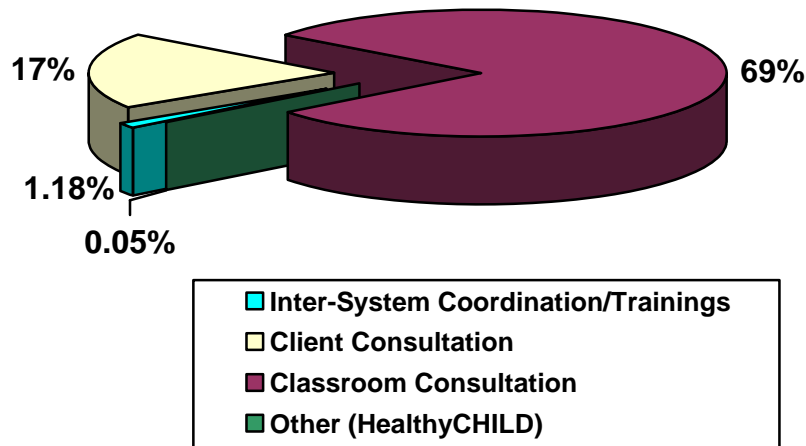 17%
69%
1.18%
0.05%
Inter-System Coordination/Trainings
Client Consultation
Classroom Consultation
Other (HealthyCHILD)